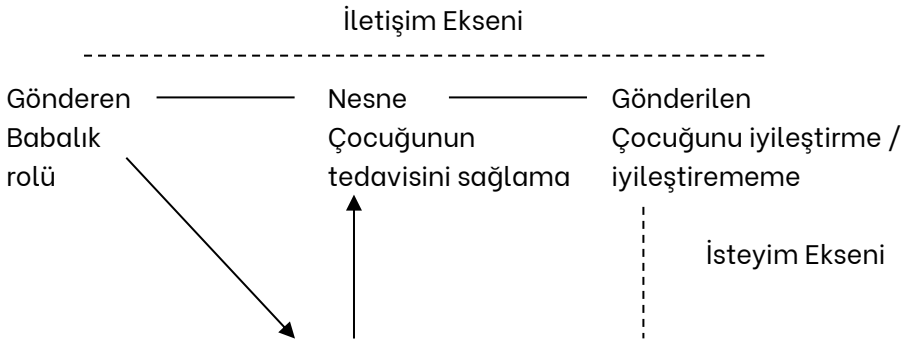 İletişim Ekseni
Gönderen Nesne Gönderilen
Babalık Çocuğunun Çocuğunu iyileştirme /
rolü tedavisini sağlama iyileştirememe
İsteyim Ekseni